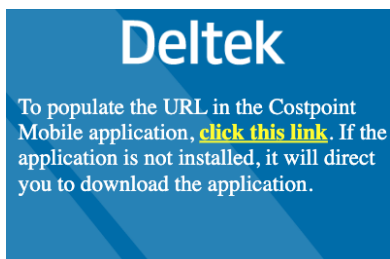 Deltek
To populate the URL in the Costpoint
Mobile application, click this link. If the
application is not installed, it will direct
you to download the application.